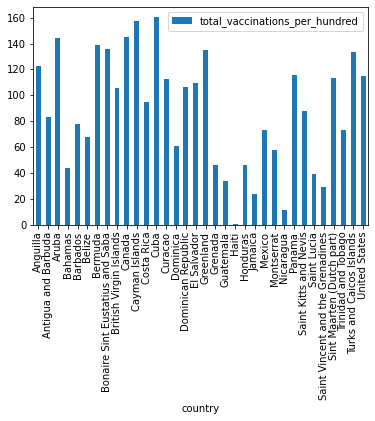 total_vaccinations_per_hundred
160
140
120
100
80
60
40
20
0
Anguilla
Antigua and Barbuda
Aruba
Bahamas
Barbados
Belize
Bermuda
Bonaire Sint Eustatius and Saba
British Virgin Islands
Canada
Cayman Islands
Costa Rica
Cuba
Curacao
Dominica
Dominican Republic
El Salvador
Greenland
Grenada
Guatemala
Haiti
Honduras
Jamaica
Mexico
Montserrat
Nicaragua
Panama
Saint Kitts and Nevis
Saint Lucia
Saint Vincent and the Grenadines
Sint Maarten (Dutch part)
Trinidad and Tobago
Turks and Caicos Islands
United States
country